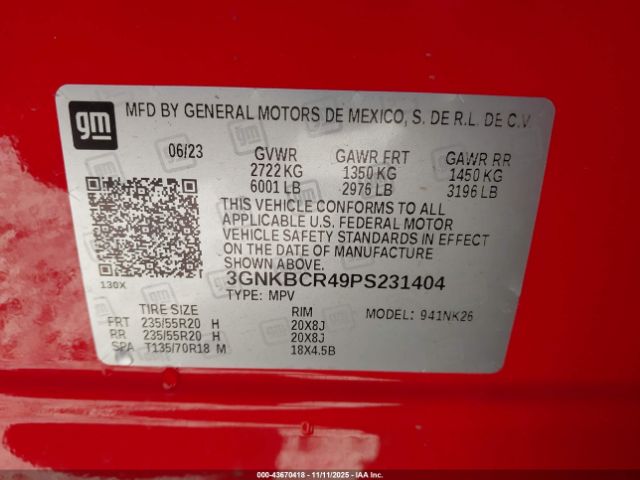 gm
MFD BY GENERAL MOTORS DE MEXICO, S. DE R.L. DE C.V.
06/23 GVWR GAWR FRT GAWR RR
2722 KG 1350 KG 1450 KG
6001 LB 2976 LB 3196 LB
THIS VEHICLE CONFORMS TO ALL
APPLICABLE U.S. FEDERAL MOTOR
VEHICLE SAFETY STANDARDS IN EFFECT
ON THE DATE OF MANUFACTURE
SHOWN ABOVE.
130X 3GNKBCR49PS231404
TYPE: MPV
TIRE SIZE RIM MODEL: 941NK26
FRT 235/55R20 H 20X8J
RR 235/55R20 H 20X8J
SPA T135/70R18 M 18X4.5B
000-43670418 - 11/11/2025 - IAA Inc. (copart)